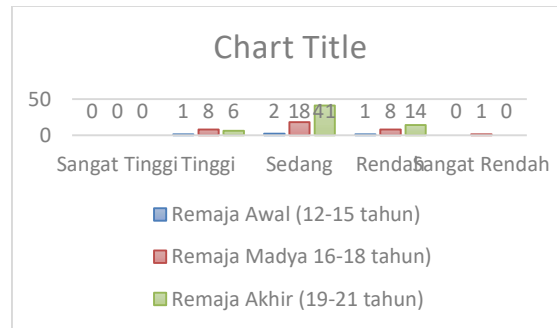 Chart Title
50
0 0 0 1 8 6 2 18 41 1 8 14 0 1 0
0
Sangat Tinggi Tinggi Sedang Rendah Sangat Rendah
Remaja Awal (12-15 tahun)
Remaja Madya 16-18 tahun)
Remaja Akhir (19-21 tahun)